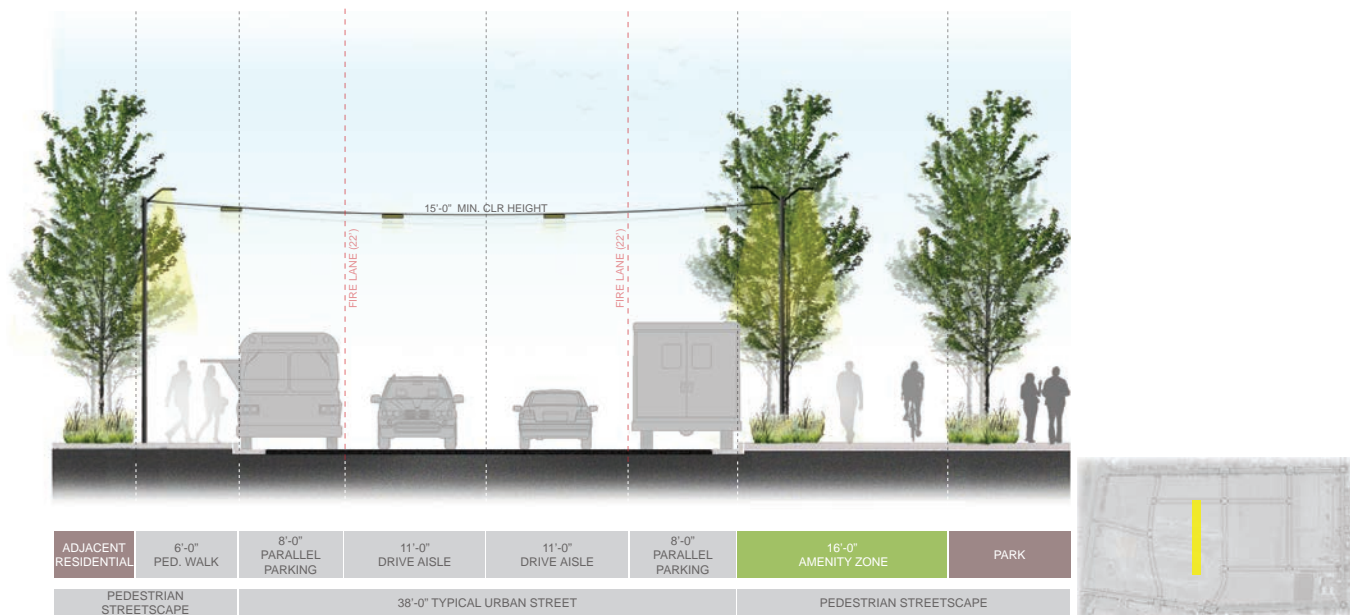 15'-0" MIN. CLR HEIGHT
FIRE LANE (22')
FIRE LANE (22')
ADJACENT
RESIDENTIAL
6'-0"
PED. WALK
8'-0"
PARALLEL
PARKING
11'-0"
DRIVE AISLE
11'-0"
DRIVE AISLE
8'-0"
PARALLEL
PARKING
16'-0"
AMENITY ZONE
PARK
PEDESTRIAN
STREETSCAPE
38'-0" TYPICAL URBAN STREET
PEDESTRIAN STREETSCAPE